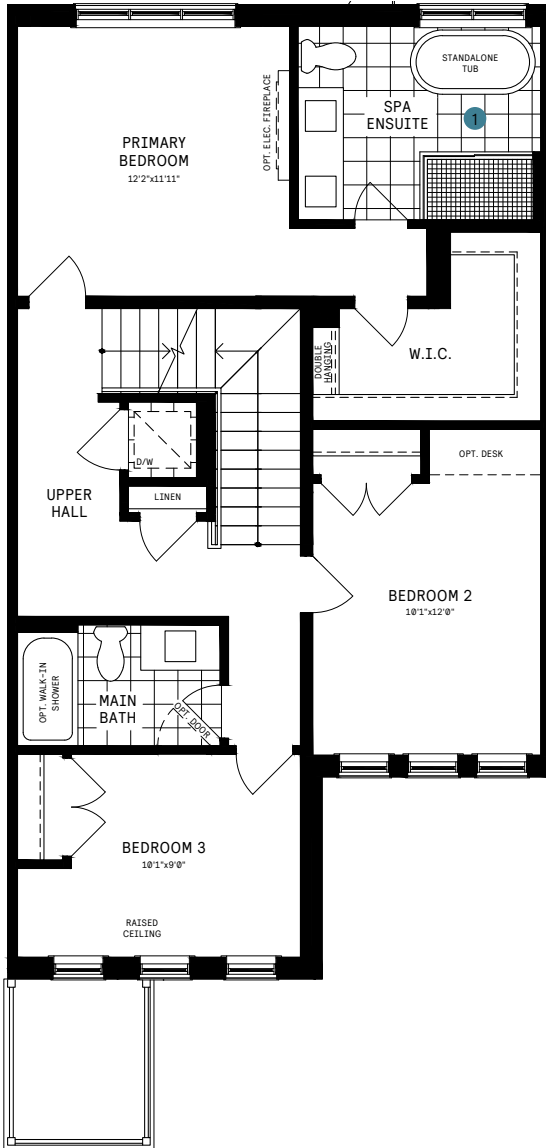 PRIMARY
BEDROOM
12'2"x11'11"
OPT. ELEC. FIREPLACE
STANDALONE
TUB
SPA
ENSUITE
1
DOUBLE
HANGING
W.I.C.
D/W
LINEN
UPPER
HALL
OPT. DESK
BEDROOM 2
10'1"x12'0"
OPT. WALK-IN
SHOWER
MAIN
BATH
OPT. DOOR
BEDROOM 3
10'1"x9'0"
RAISED
CEILING